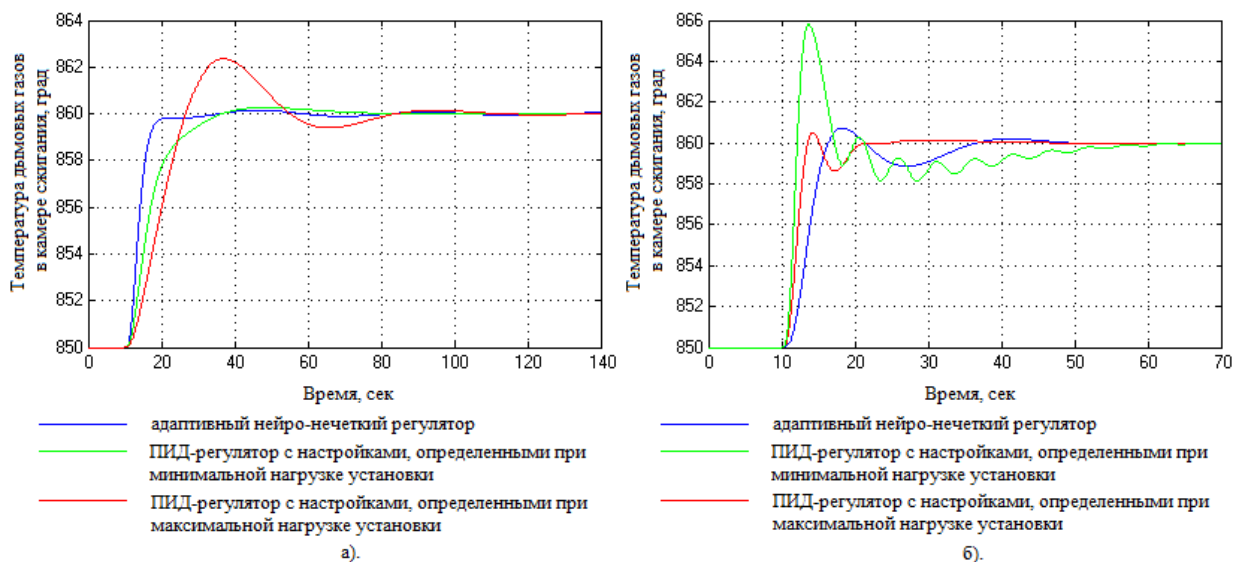 864
862
860
858
856
854
852
850
0
20
40
60
80
100
120
140
Температура дымовых газов
в камере сжигания, град
Время, сек
адаптивный нейро-нечеткий регулятор
ПИД-регулятор с настройками, определенными при
минимальной нагрузке установки
ПИД-регулятор с настройками, определенными при
максимальной нагрузке установки
а).
866
864
862
860
858
856
854
852
850
0
10
20
30
40
50
60
70
Температура дымовых газов
в камере сжигания, град
Время, сек
адаптивный нейро-нечеткий регулятор
ПИД-регулятор с настройками, определенными при
минимальной нагрузке установки
ПИД-регулятор с настройками, определенными при
максимальной нагрузке установки
б).